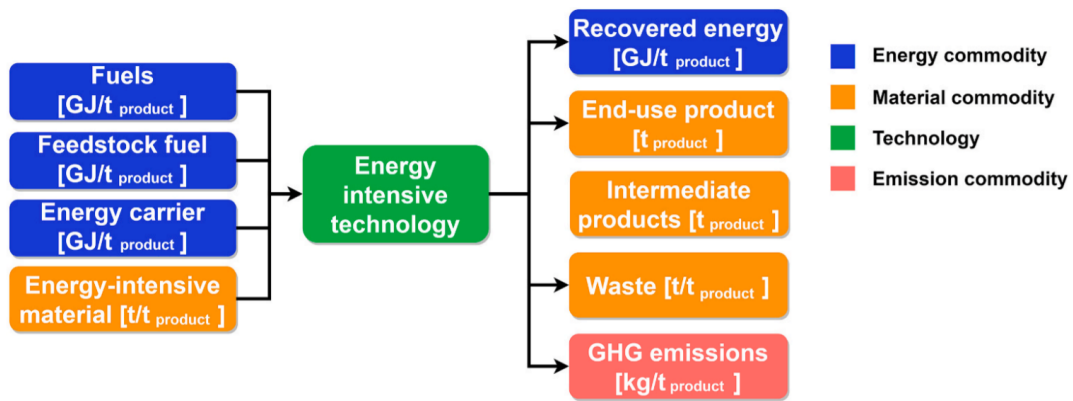 Fuels
[GJ/t product ]
Feedstock fuel
[GJ/t product ]
Energy carrier
[GJ/t product ]
Energy-intensive
material [t/t product ]
Energy
intensive
technology
Recovered energy
[GJ/t product ]
End-use product
[t product ]
Intermediate
products [t product ]
Waste [t/t product ]
GHG emissions
[kg/t product ]
Energy commodity
Material commodity
Technology
Emission commodity